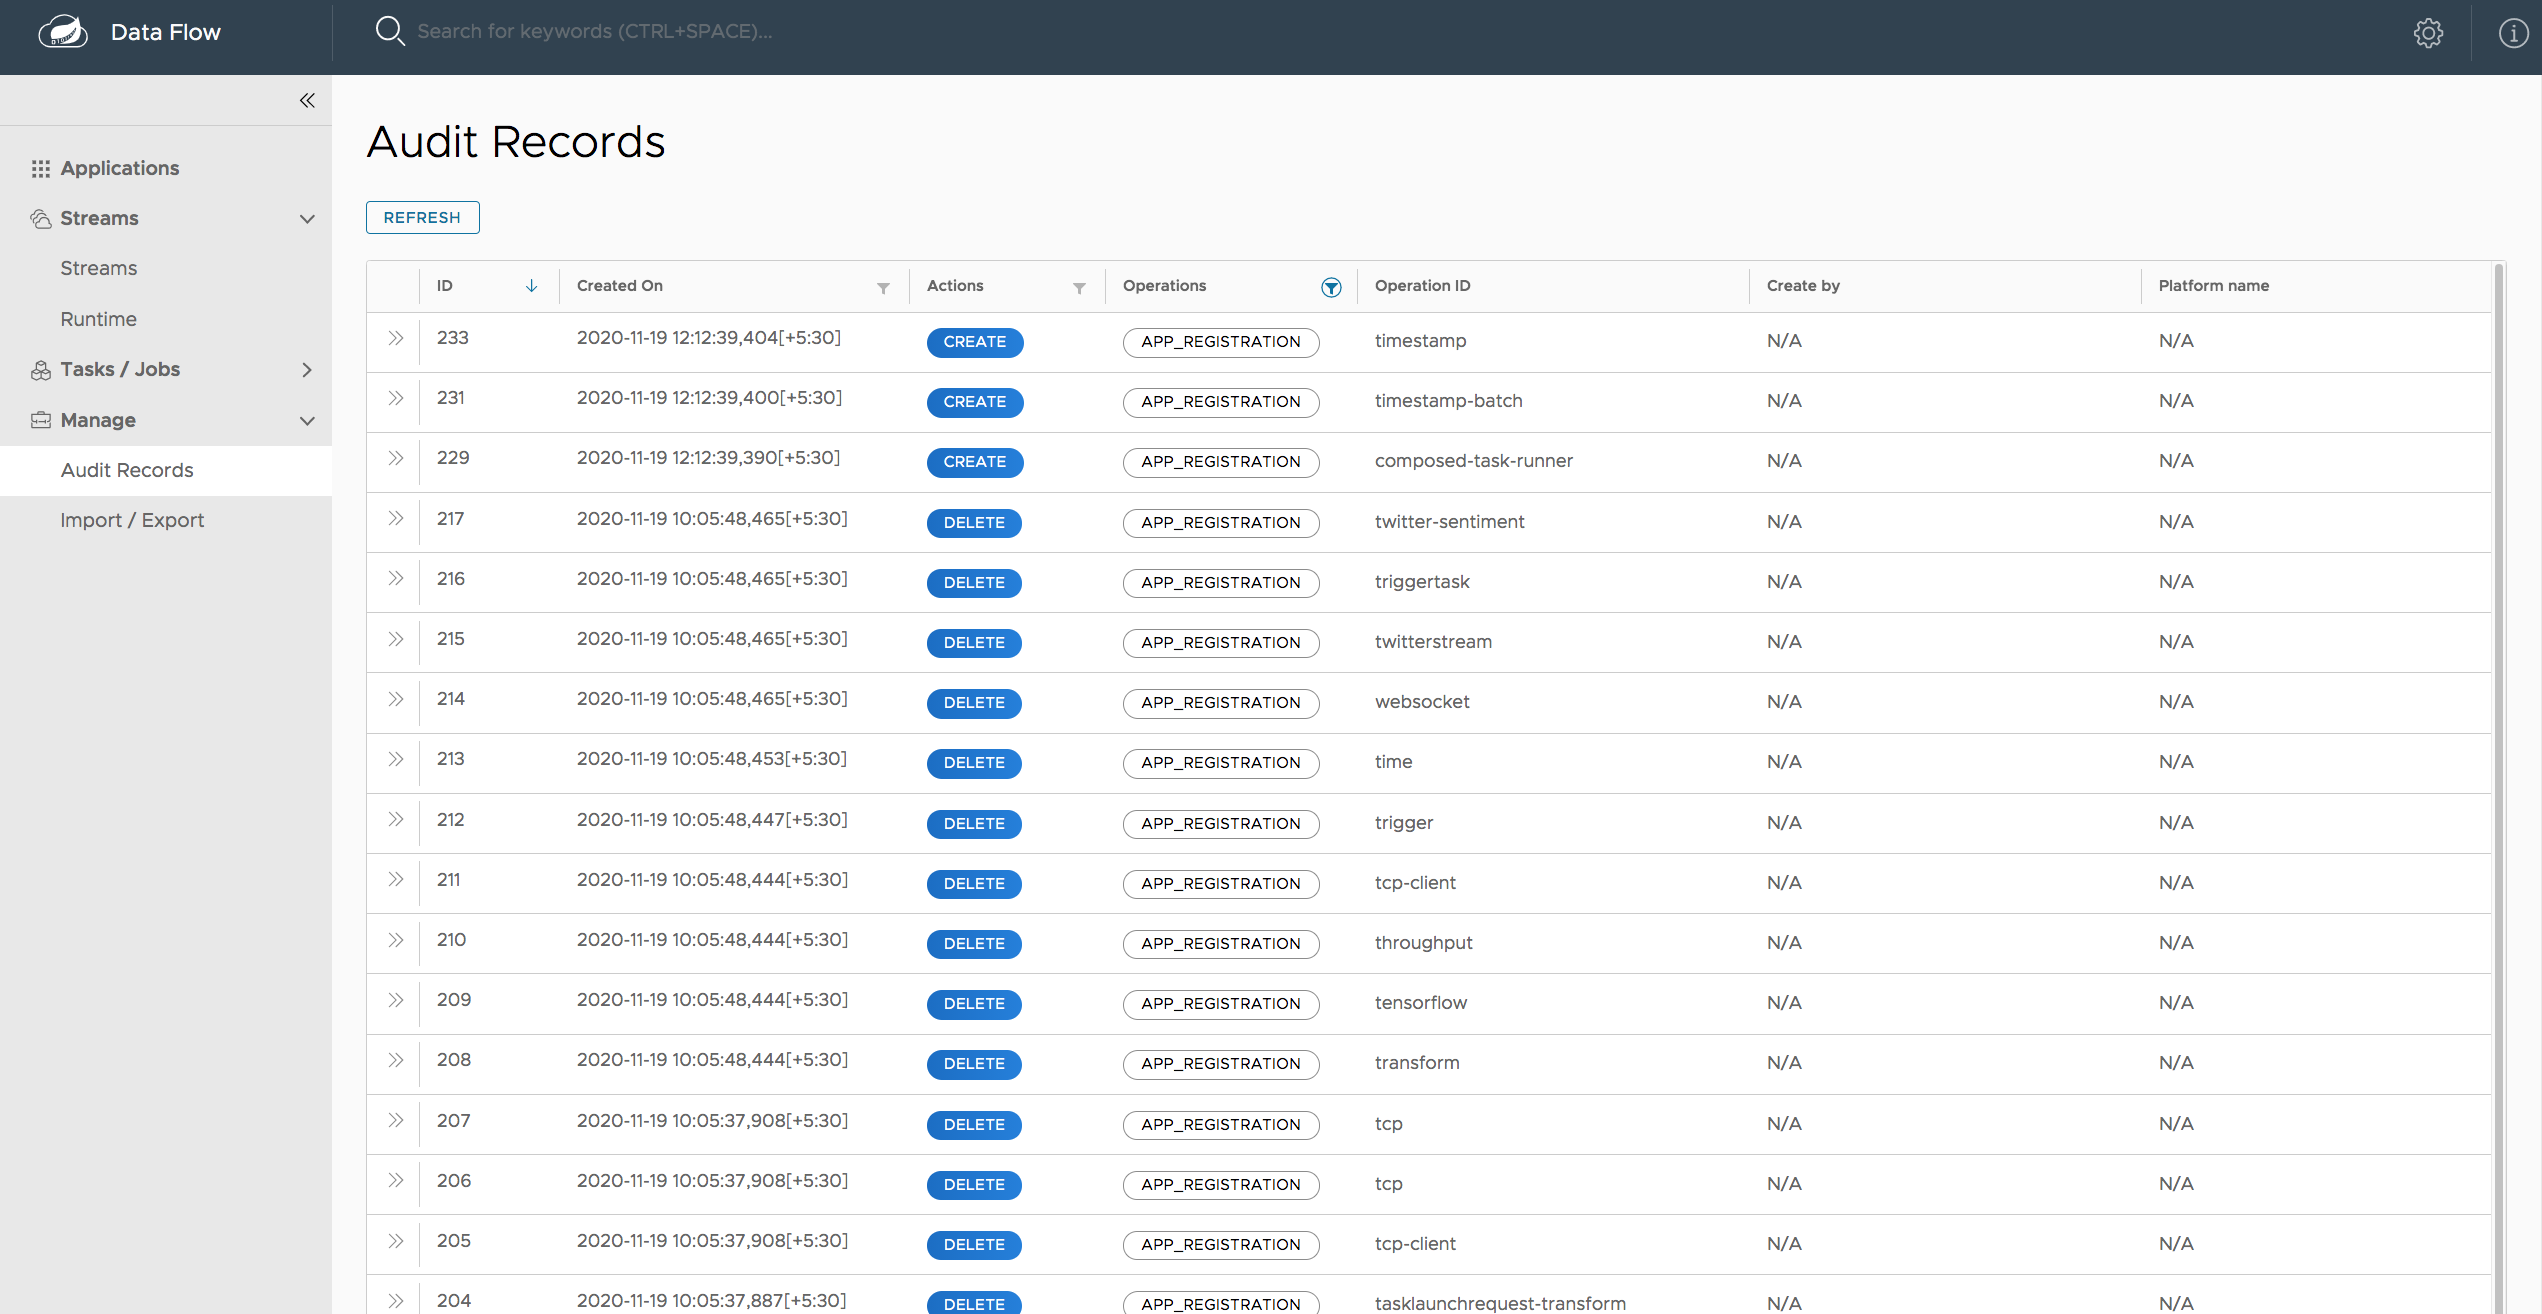 Data Flow
Search for keywords (CTRL+SPACE)...
Applications
Streams
Streams
Runtime
Tasks / Jobs
Manage
Audit Records
Import / Export
Audit Records
REFRESH
ID Created On Actions Operations Operation ID Create by Platform name
233 2020-11-19 12:12:39,404[+5:30] CREATE APP_REGISTRATION timestamp N/A N/A
231 2020-11-19 12:12:39,400[+5:30] CREATE APP_REGISTRATION timestamp-batch N/A N/A
229 2020-11-19 12:12:39,390[+5:30] CREATE APP_REGISTRATION composed-task-runner N/A N/A
217 2020-11-19 10:05:48,465[+5:30] DELETE APP_REGISTRATION twitter-sentiment N/A N/A
216 2020-11-19 10:05:48,465[+5:30] DELETE APP_REGISTRATION triggertask N/A N/A
215 2020-11-19 10:05:48,465[+5:30] DELETE APP_REGISTRATION twitterstream N/A N/A
214 2020-11-19 10:05:48,465[+5:30] DELETE APP_REGISTRATION websocket N/A N/A
213 2020-11-19 10:05:48,453[+5:30] DELETE APP_REGISTRATION time N/A N/A
212 2020-11-19 10:05:48,447[+5:30] DELETE APP_REGISTRATION trigger N/A N/A
211 2020-11-19 10:05:48,444[+5:30] DELETE APP_REGISTRATION tcp-client N/A N/A
210 2020-11-19 10:05:48,444[+5:30] DELETE APP_REGISTRATION throughput N/A N/A
209 2020-11-19 10:05:48,444[+5:30] DELETE APP_REGISTRATION tensorflow N/A N/A
208 2020-11-19 10:05:48,444[+5:30] DELETE APP_REGISTRATION transform N/A N/A
207 2020-11-19 10:05:37,908[+5:30] DELETE APP_REGISTRATION tcp N/A N/A
206 2020-11-19 10:05:37,908[+5:30] DELETE APP_REGISTRATION tcp N/A N/A
205 2020-11-19 10:05:37,908[+5:30] DELETE APP_REGISTRATION tcp-client N/A N/A
204 2020-11-19 10:05:37,887[+5:30] DELETE APP_REGISTRATION tasklaunchrequest-transform N/A N/A